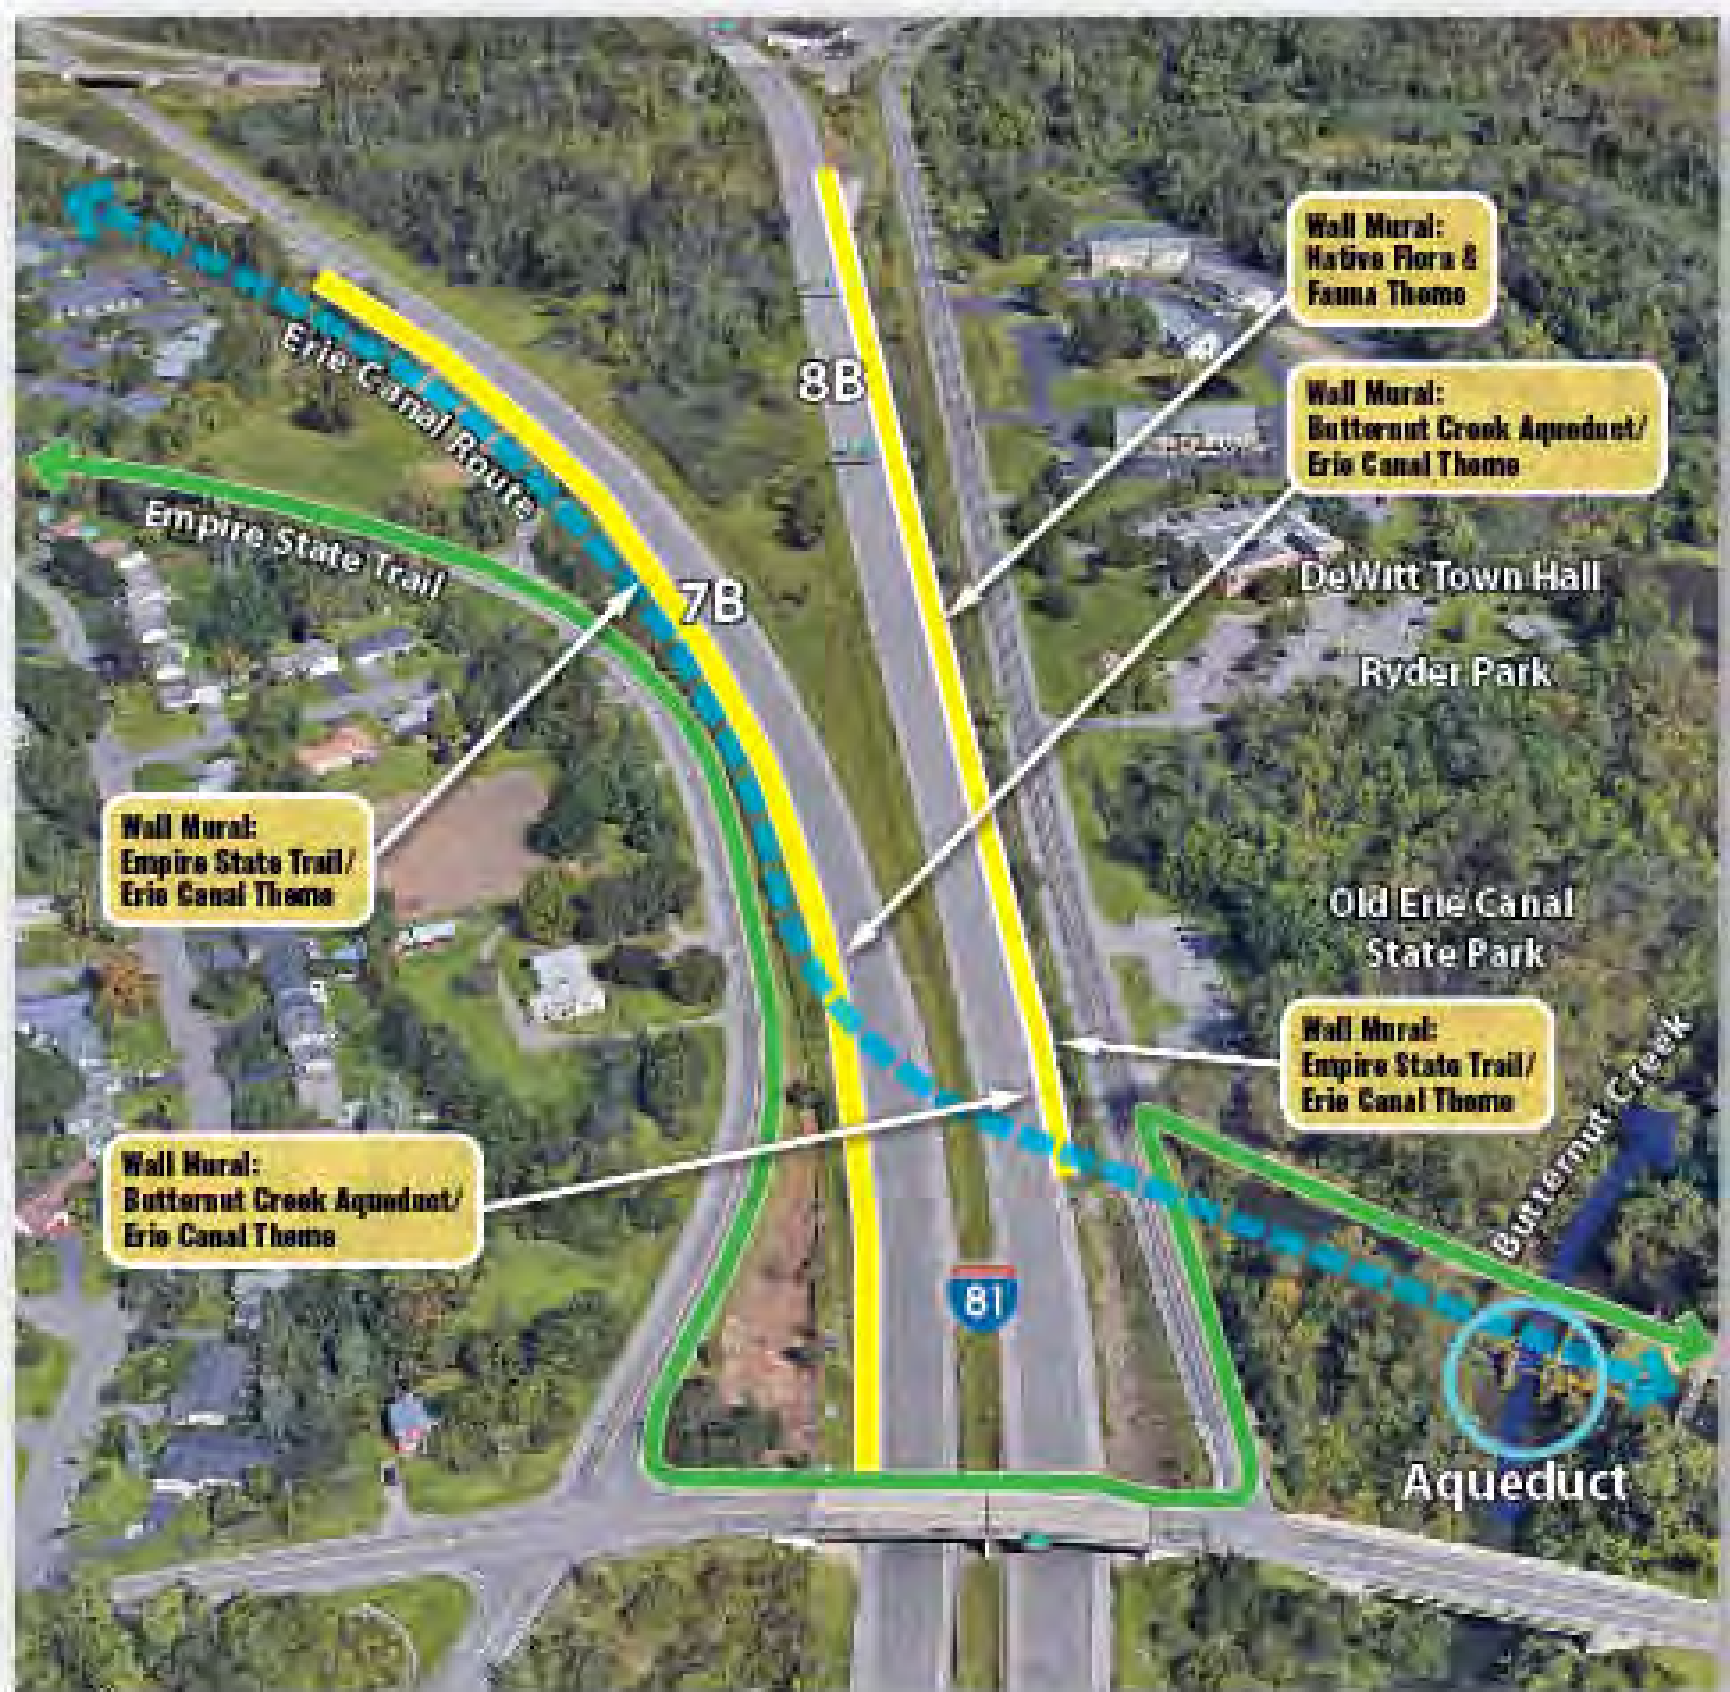 Wall Mural:
Native Flora &
Fauna Theme
Wall Mural:
Butternut Creek Aqueduct/
Erie Canal Theme
8B
Erie Canal Route
Empire State Trail
7B
DeWitt Town Hall
Ryder Park
Wall Mural:
Empire State Trail/
Erie Canal Theme
Old Erie Canal
State Park
Wall Mural:
Empire State Trail/
Erie Canal Theme
Butternut Creek
Wall Mural:
Butternut Creek Aqueduct/
Erie Canal Theme
81
Aqueduct